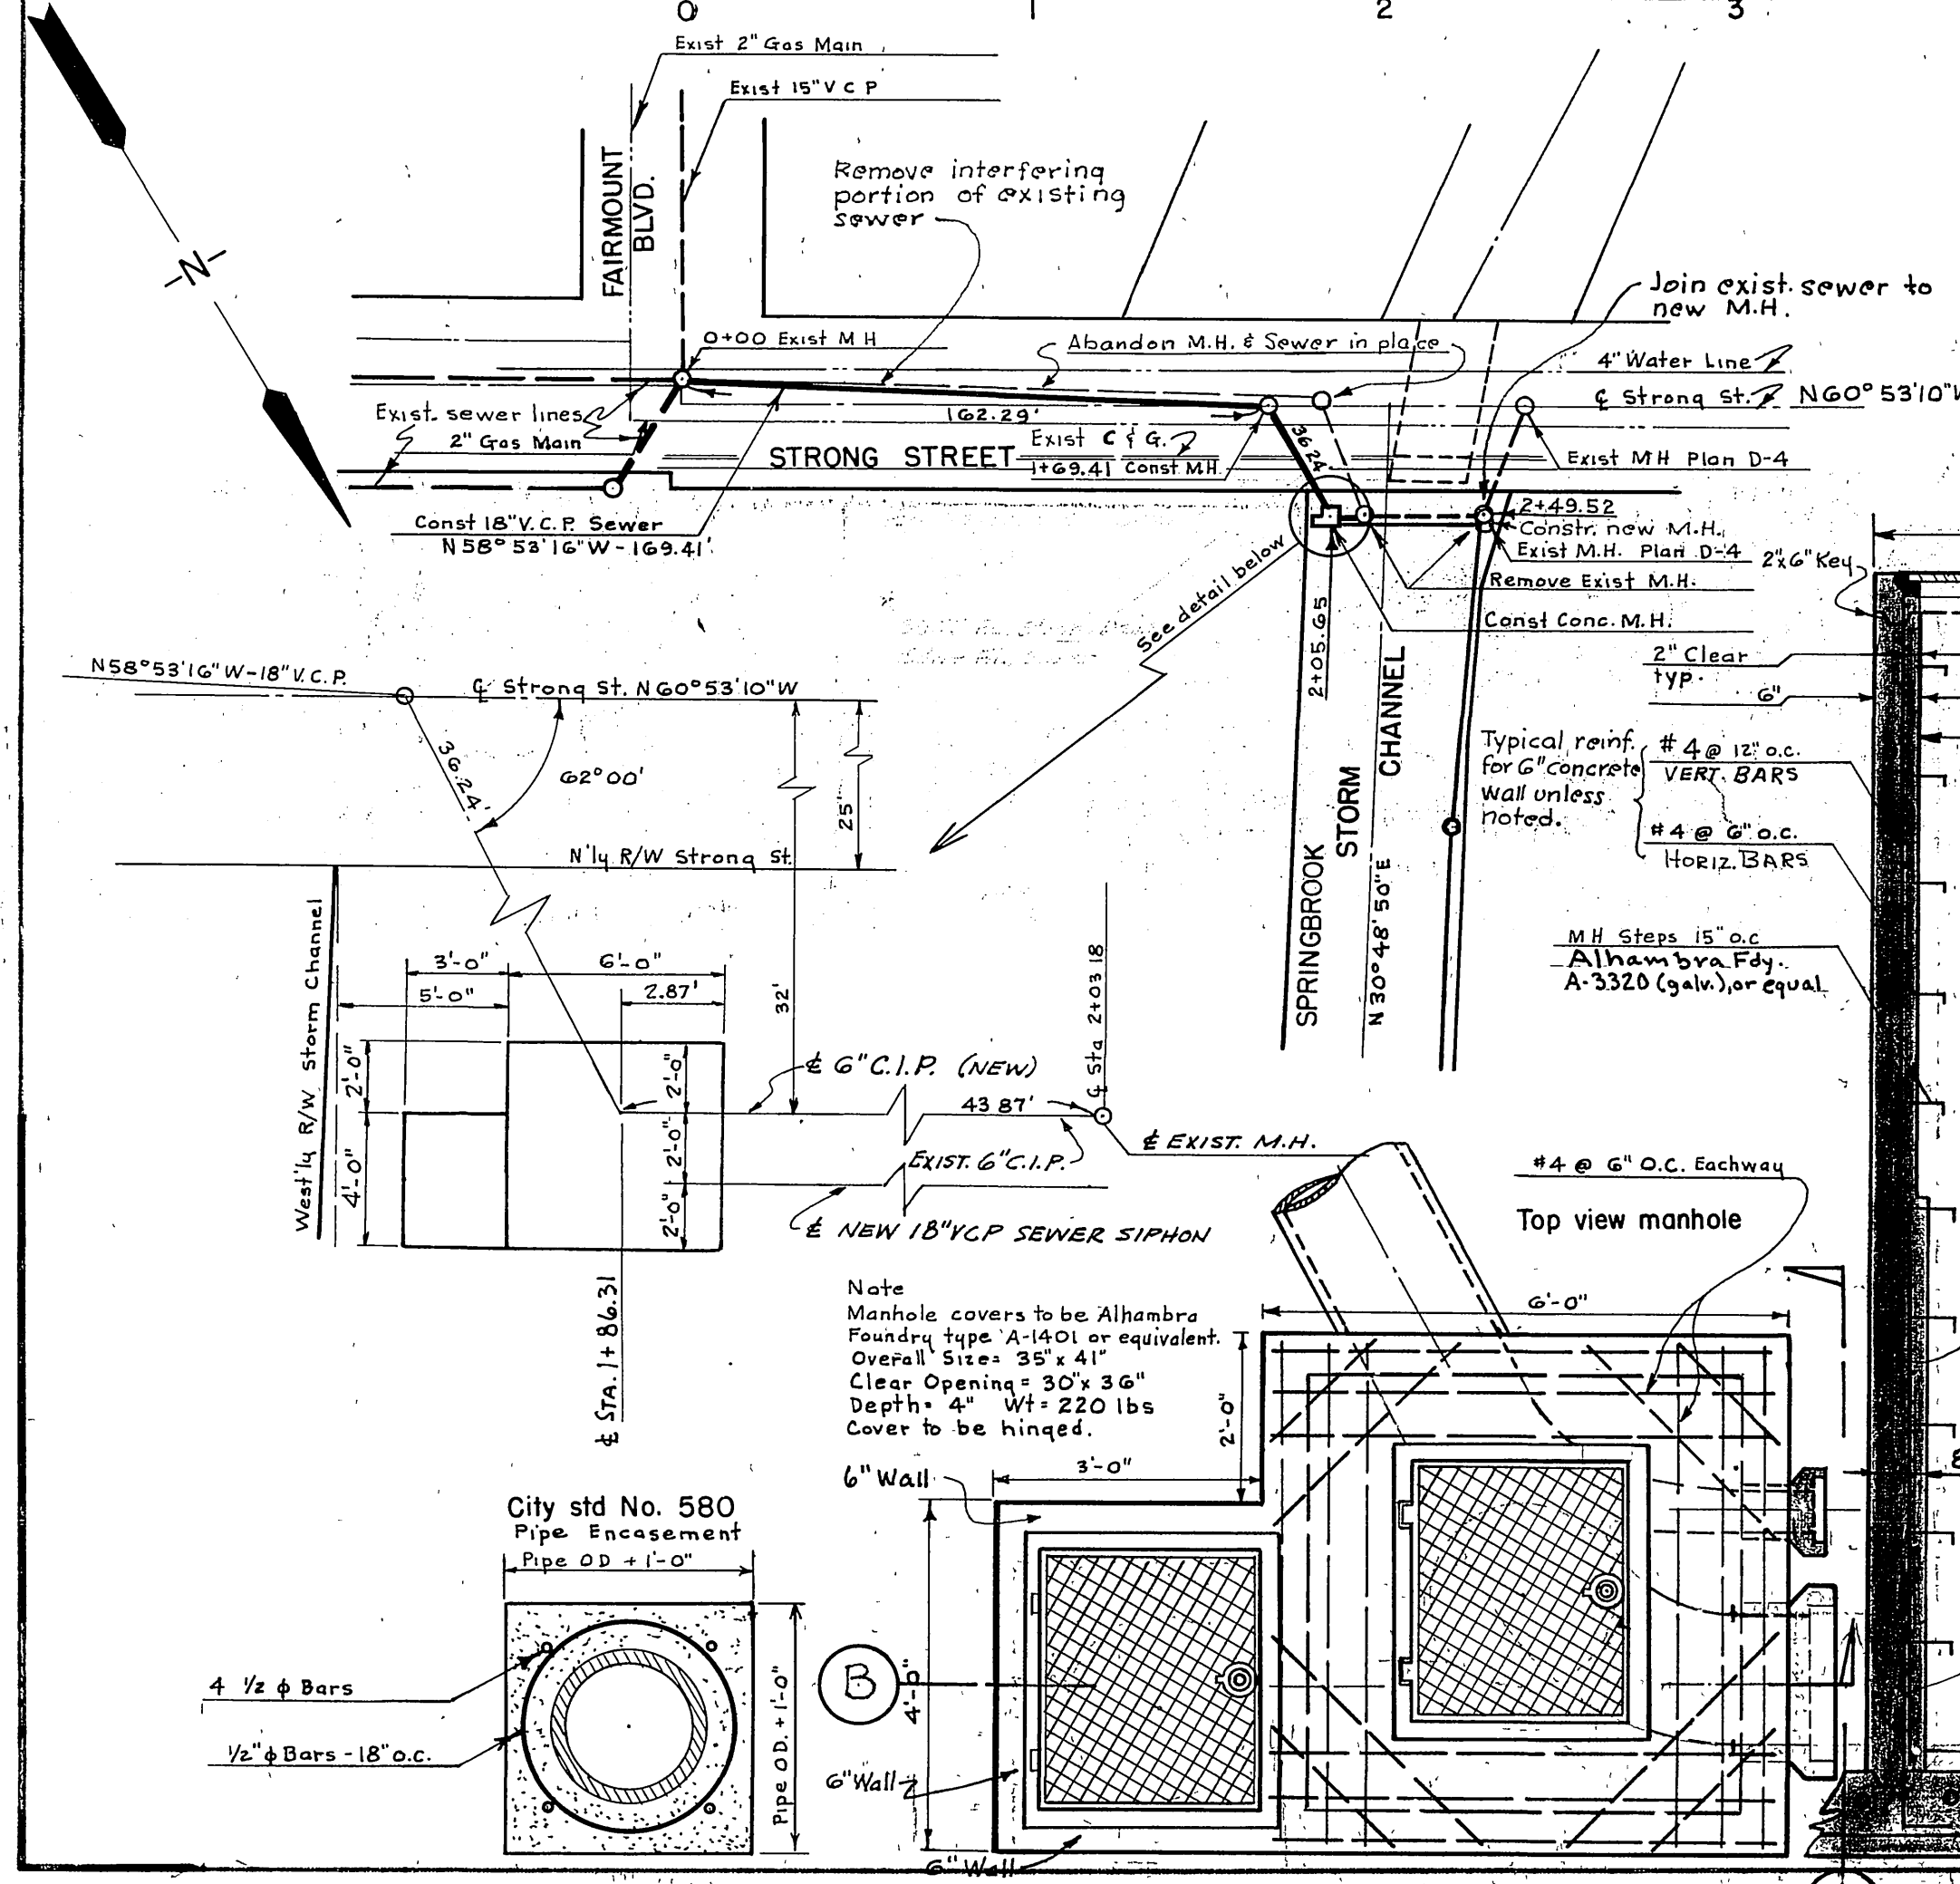 0
1
2
3
Exist 2" Gas Main
Exist 15" V C P
FAIRMOUNT
BLVD.
Remove interfering
portion of existing
sewer
-N-
Join exist. sewer to
new M.H.
0+00 Exist M H
Abandon M.H. & Sewer in place
4" Water Line
℄ Strong St.
N60°53'10"W
Exist. sewer lines
2" Gas Main
162.29'
Exist C & G.
STRONG STREET
1+69.41 Const MH
36.24'
Exist MH Plan D-4
Const 18" V.C.P. Sewer
N58°53'16"W-169.41'
2+49.52
Constr. new M.H.
Exist M.H. Plan D-4
2"x6" Key
Remove Exist M.H.
Const Conc. M.H.
See detail below
2+05.65
SPRINGBROOK
STORM
CHANNEL
N 30°48'50"E
2" Clear
typ.
6"
N58°53'16"W-18" V.C.P.
℄ Strong St. N60°53'10"W
36.24'
62°00'
25'
N'ly R/W Strong St.
Typical reinf.
for 6" concrete
wall unless
noted.
#4 @ 12" o.c.
VERT. BARS
#4 @ 6" o.c.
HORIZ. BARS
MH Steps 15" o.c
Alhambra Fdy.
A-3320 (galv.), or equal
West'ly R/W Storm Channel
3'-0"
6'-0"
5'-0"
2.87'
32'
℄ Sta 2+03 18
2'-0"
4'-0"
2'-0"
2'-0"
2'-0"
℄ 6" C.I.P. (NEW)
43 87'
EXIST. 6" C.I.P.
℄ EXIST. M.H.
℄ NEW 18" VCP SEWER SIPHON
℄ STA. 1+86.31
#4 @ 6" O.C. Eachway
Top view manhole
Note
Manhole covers to be Alhambra
Foundry type A-1401 or equivalent.
Overall Size = 35" x 41"
Clear Opening = 30" x 36"
Depth = 4" Wt = 220 lbs
Cover to be hinged.
6'-0"
2'-0"
3'-0"
6" Wall
4'-0"
B
6" Wall
6" Wall
City std No. 580
Pipe Encasement
Pipe OD + 1'-0"
Pipe O.D. + 1'-0"
4 1/2 ϕ Bars
1/2" ϕ Bars - 18" o.c.